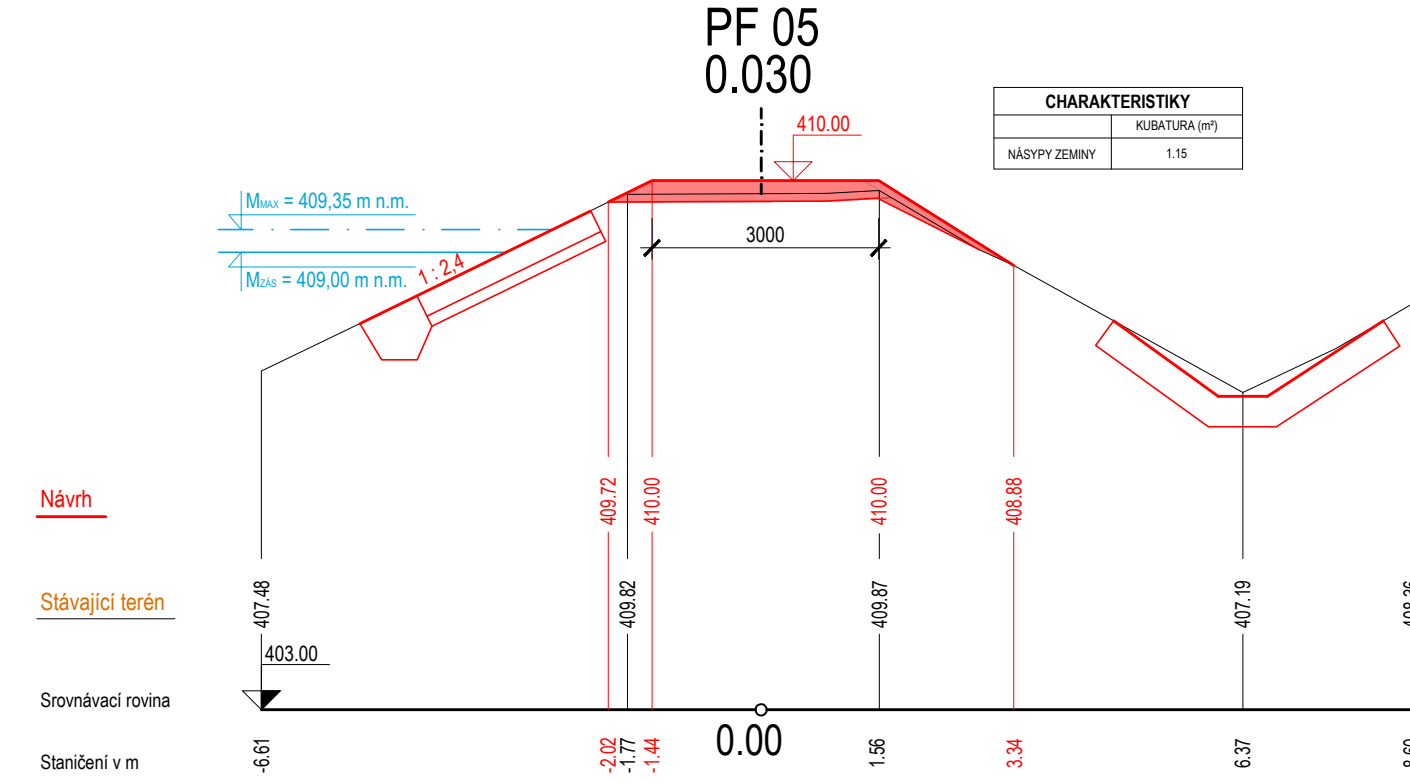 PF 05
0.030
CHARAKTERISTIKY
KUBATURA (m²)
NÁSYPY ZEMINY 1.15
410.00
MMAX = 409,35 m n.m.
MZÁS = 409,00 m n.m.
1 : 2,4
3000
Návrh
409.72 410.00 410.00 408.88
Stávající terén
407.48 409.82 409.87 407.19
403.00
Srovnávací rovina
0.00
Staničení v m
-6.61 -2.02 -1.77 -1.44 1.56 3.34 6.37